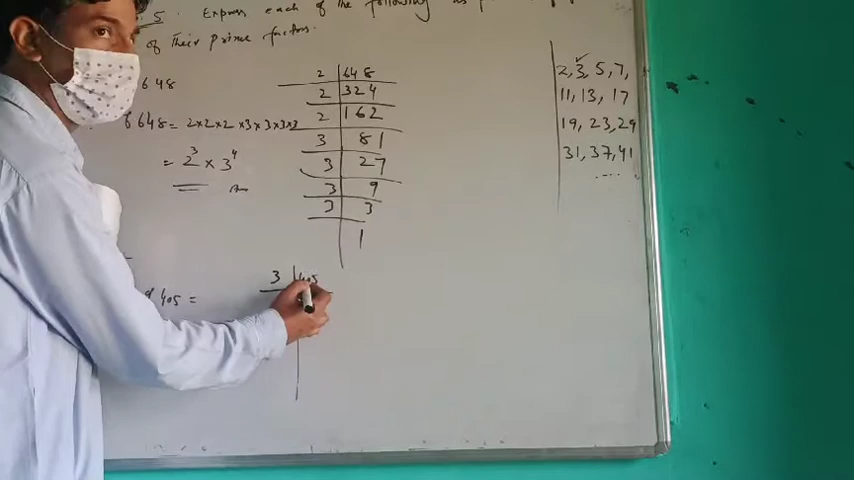 5. Express each of the following as
of Their prime factors.
648
648 = 2×2×2×3×3×3×3
= 2³ × 3⁴
Ans
2 | 648
2 | 324
2 | 162
3 | 81
3 | 27
3 | 9
3 | 3
1
2, 3, 5, 7,
11, 13, 17
19, 23, 29
31, 37, 41
....
405 =
3 | 405